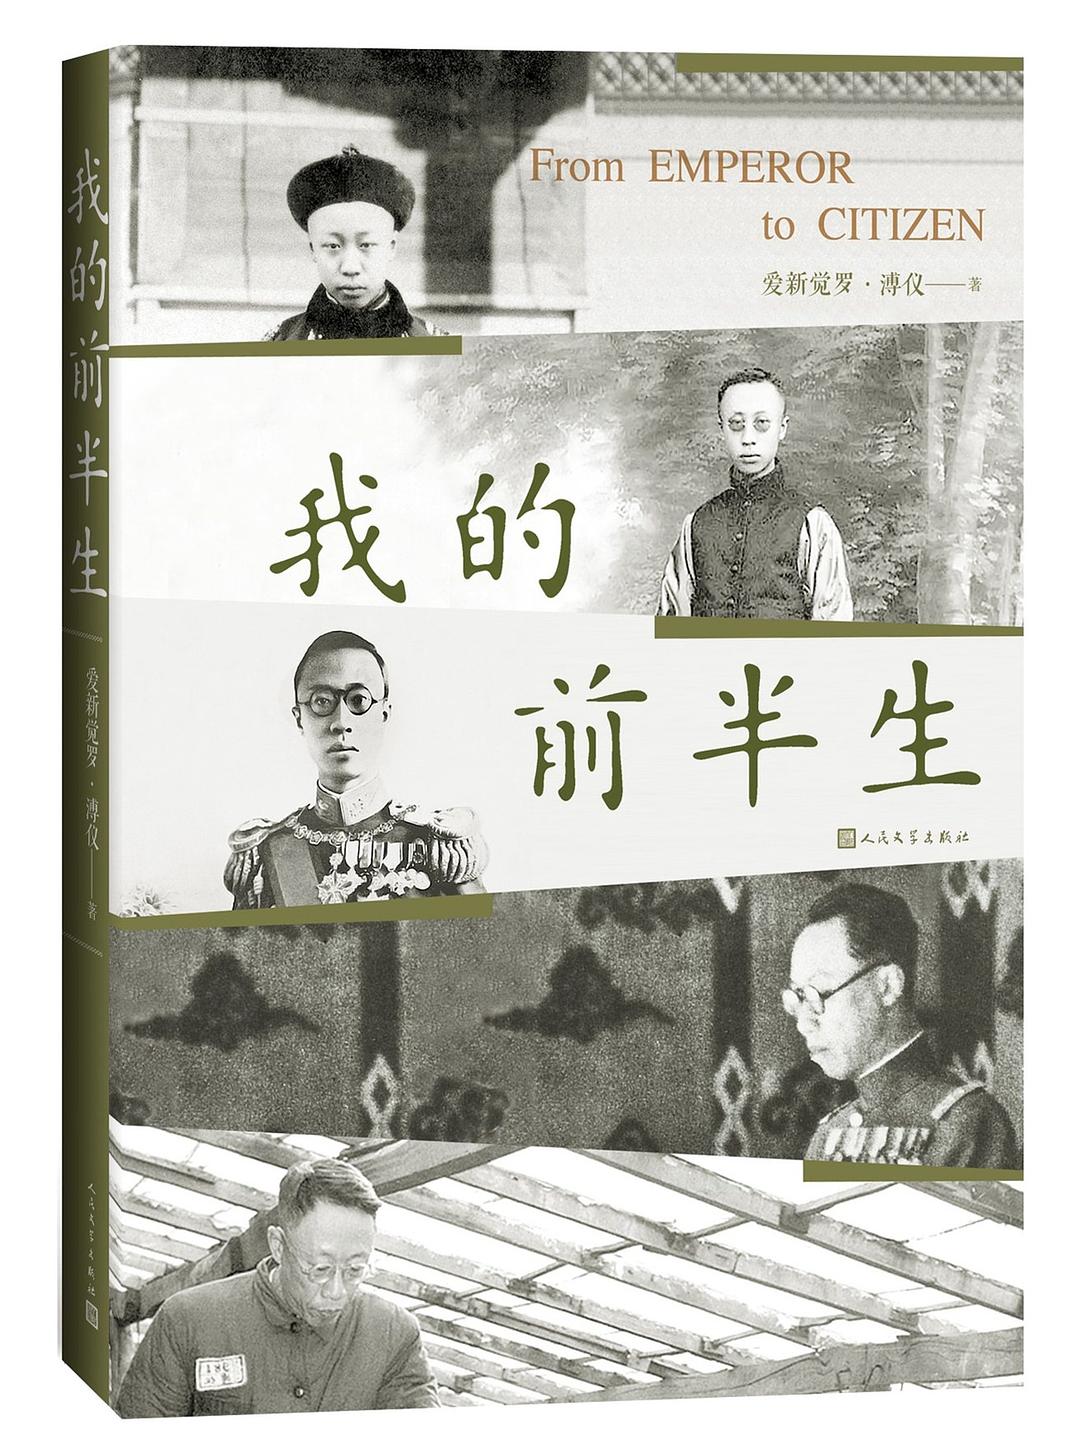 From EMPEROR
to CITIZEN
爱新觉罗·溥仪——著
我的
前半生
人民文学出版社
我的前半生
爱新觉罗·溥仪——著
人民文学出版社